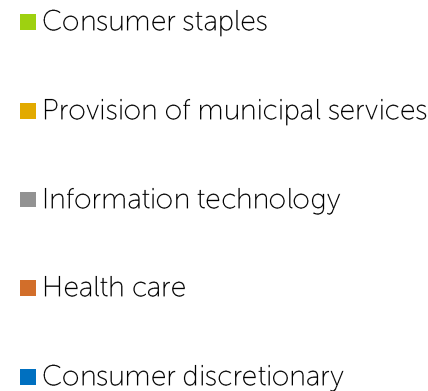 Consumer staples
Provision of municipal services
Information technology
Health care
Consumer discretionary